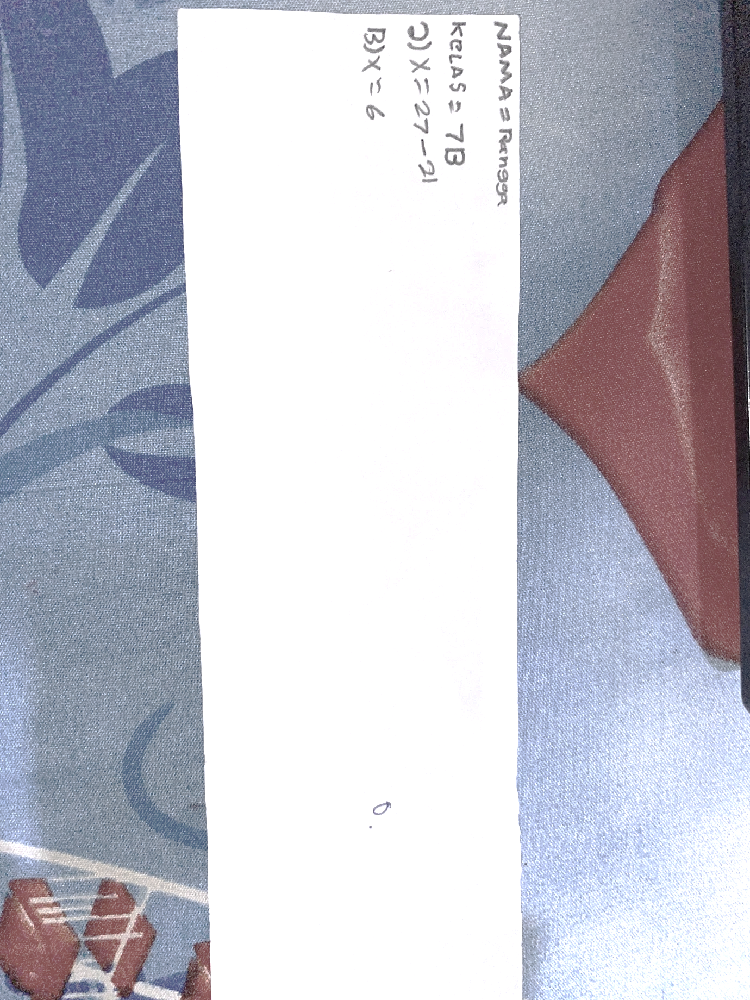 NAMA = Rangga
KELAS = 7B
a) X = 27 - 21
B) X = 6